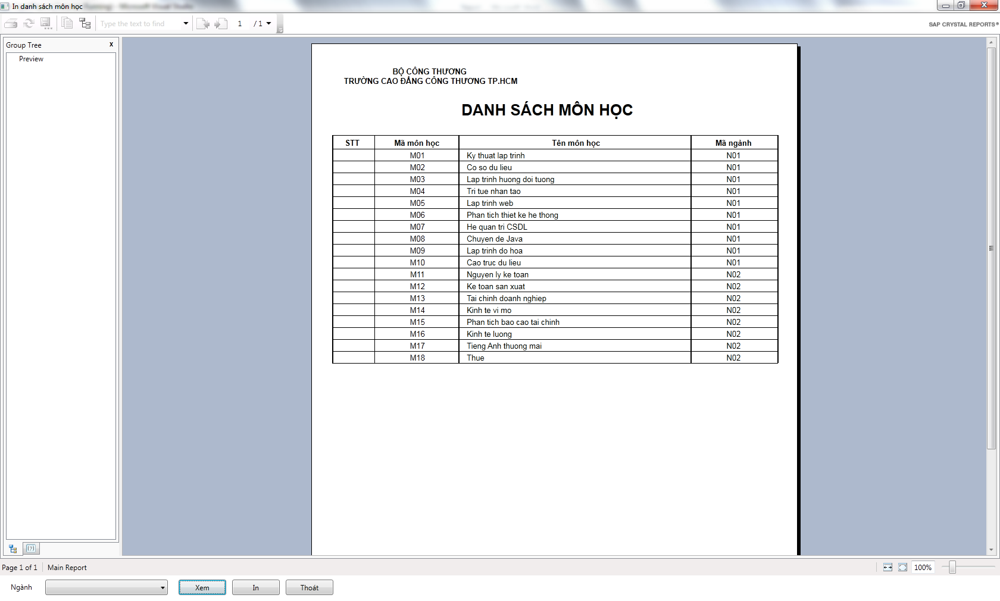 In danh sách môn học
Type the text to find
1 / 1
SAP CRYSTAL REPORTS®
Group Tree x
Preview
BỘ CÔNG THƯƠNG
TRƯỜNG CAO ĐẲNG CÔNG THƯƠNG TP.HCM
DANH SÁCH MÔN HỌC
STT Mã môn học Tên môn học Mã ngành
M01 Ky thuat lap trinh N01
M02 Co so du lieu N01
M03 Lap trinh huong doi tuong N01
M04 Tri tue nhan tao N01
M05 Lap trinh web N01
M06 Phan tich thiet ke he thong N01
M07 He quan tri CSDL N01
M08 Chuyen de Java N01
M09 Lap trinh do hoa N01
M10 Cao truc du lieu N01
M11 Nguyen ly ke toan N02
M12 Ke toan san xuat N02
M13 Tai chinh doanh nghiep N02
M14 Kinh te vi mo N02
M15 Phan tich bao cao tai chinh N02
M16 Kinh te luong N02
M17 Tieng Anh thuong mai N02
M18 Thue N02
Page 1 of 1 Main Report 100%
Ngành Xem In Thoát